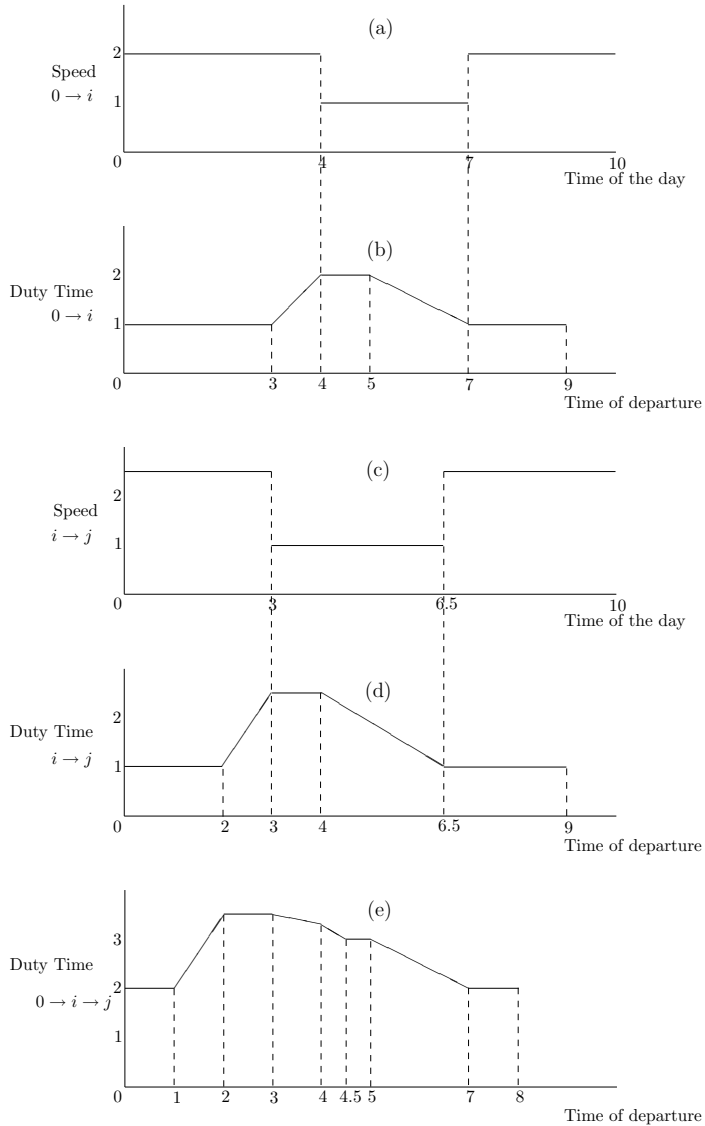 (a)
2
Speed
0 → i
1
0 4 7 10
Time of the day
(b)
2
Duty Time
0 → i
1
0 3 4 5 7 9
Time of departure
(c)
2
Speed
i → j
1
0 3 6.5 10
Time of the day
(d)
2
Duty Time
i → j
1
0 2 3 4 6.5 9
Time of departure
(e)
3
Duty Time
2
0 → i → j
1
0 1 2 3 4 4.5 5 7 8
Time of departure